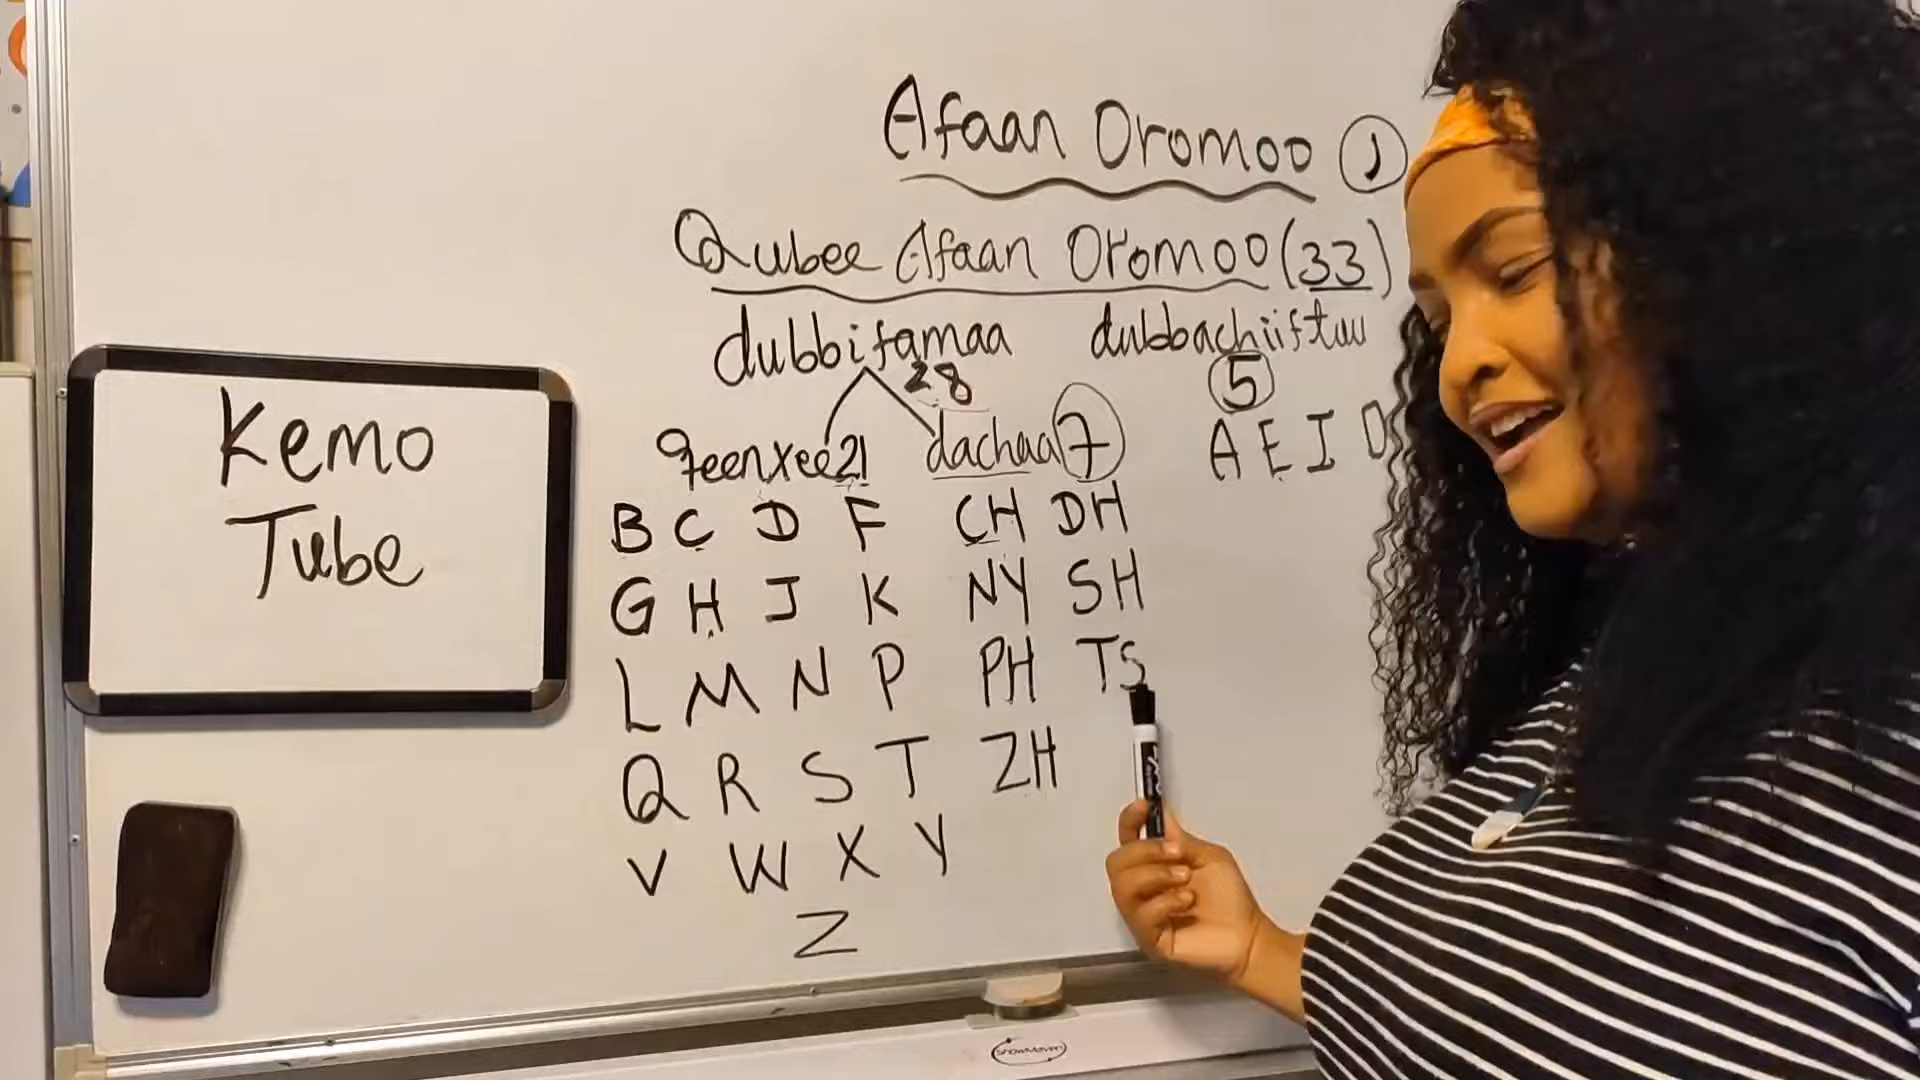 Afaan Oromoo 1
Qubee Afaan Oromoo (33)
dubbifamaa dubbachiiftuu
28 5
qeenxee 21 dachaa 7 A E I O
B C D F CH DH
G H J K NY SH
L M N P PH TS
Q R S T ZH
V W X Y
Z
Kemo
Tube
ShowMaven